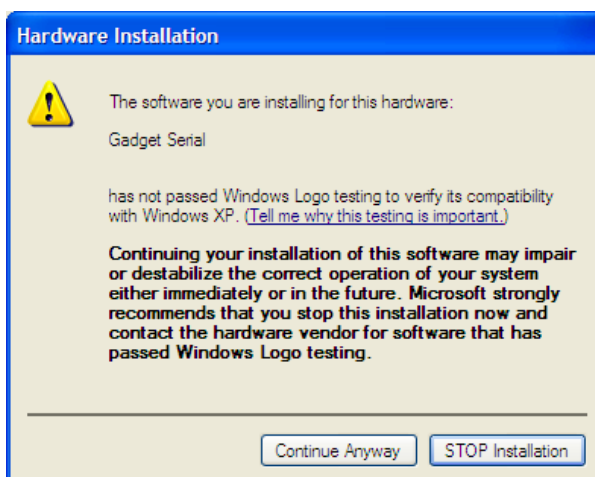 Hardware Installation
The software you are installing for this hardware:
Gadget Serial
has not passed Windows Logo testing to verify its compatibility
with Windows XP. (Tell me why this testing is important.)
Continuing your installation of this software may impair
or destabilize the correct operation of your system
either immediately or in the future. Microsoft strongly
recommends that you stop this installation now and
contact the hardware vendor for software that has
passed Windows Logo testing.
Continue Anyway
STOP Installation